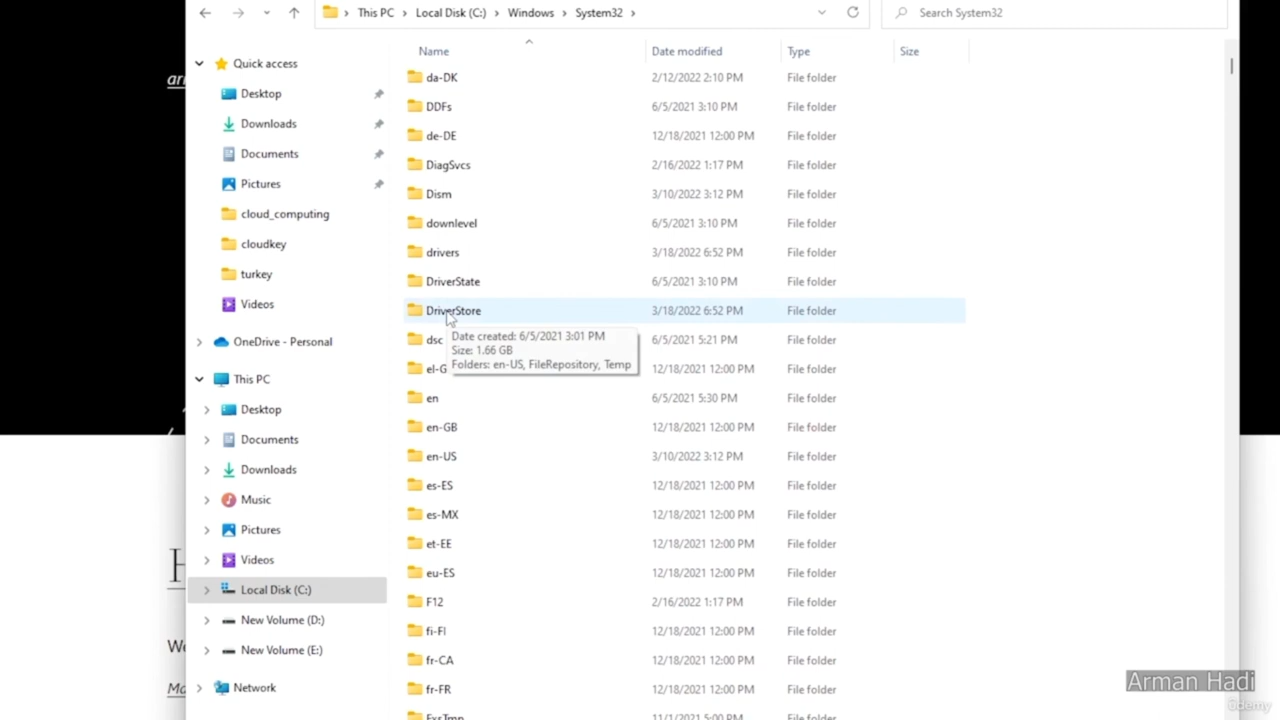 This PC > Local Disk (C:) > Windows > System32 >
Search System32
Name Date modified Type Size
Quick access
Desktop
Downloads
Documents
Pictures
cloud_computing
cloudkey
turkey
Videos
OneDrive - Personal
This PC
Desktop
Documents
Downloads
Music
Pictures
Videos
Local Disk (C:)
New Volume (D:)
New Volume (E:)
Network
da-DK 2/12/2022 2:10 PM File folder
DDFs 6/5/2021 3:10 PM File folder
de-DE 12/18/2021 12:00 PM File folder
DiagSvcs 2/16/2022 1:17 PM File folder
Dism 3/10/2022 3:12 PM File folder
downlevel 6/5/2021 3:10 PM File folder
drivers 3/18/2022 6:52 PM File folder
DriverState 6/5/2021 3:10 PM File folder
DriverStore 3/18/2022 6:52 PM File folder
Date created: 6/5/2021 3:01 PM
Size: 1.66 GB
Folders: en-US, FileRepository, Temp
dsc 6/5/2021 5:21 PM File folder
el-G 12/18/2021 12:00 PM File folder
en 6/5/2021 5:30 PM File folder
en-GB 12/18/2021 12:00 PM File folder
en-US 3/10/2022 3:12 PM File folder
es-ES 12/18/2021 12:00 PM File folder
es-MX 12/18/2021 12:00 PM File folder
et-EE 12/18/2021 12:00 PM File folder
eu-ES 12/18/2021 12:00 PM File folder
F12 2/16/2022 1:17 PM File folder
fi-FI 12/18/2021 12:00 PM File folder
fr-CA 12/18/2021 12:00 PM File folder
fr-FR 12/18/2021 12:00 PM File folder
FxsTmp 11/1/2021 5:00 PM File folder
Arman Hadi
ûdemy